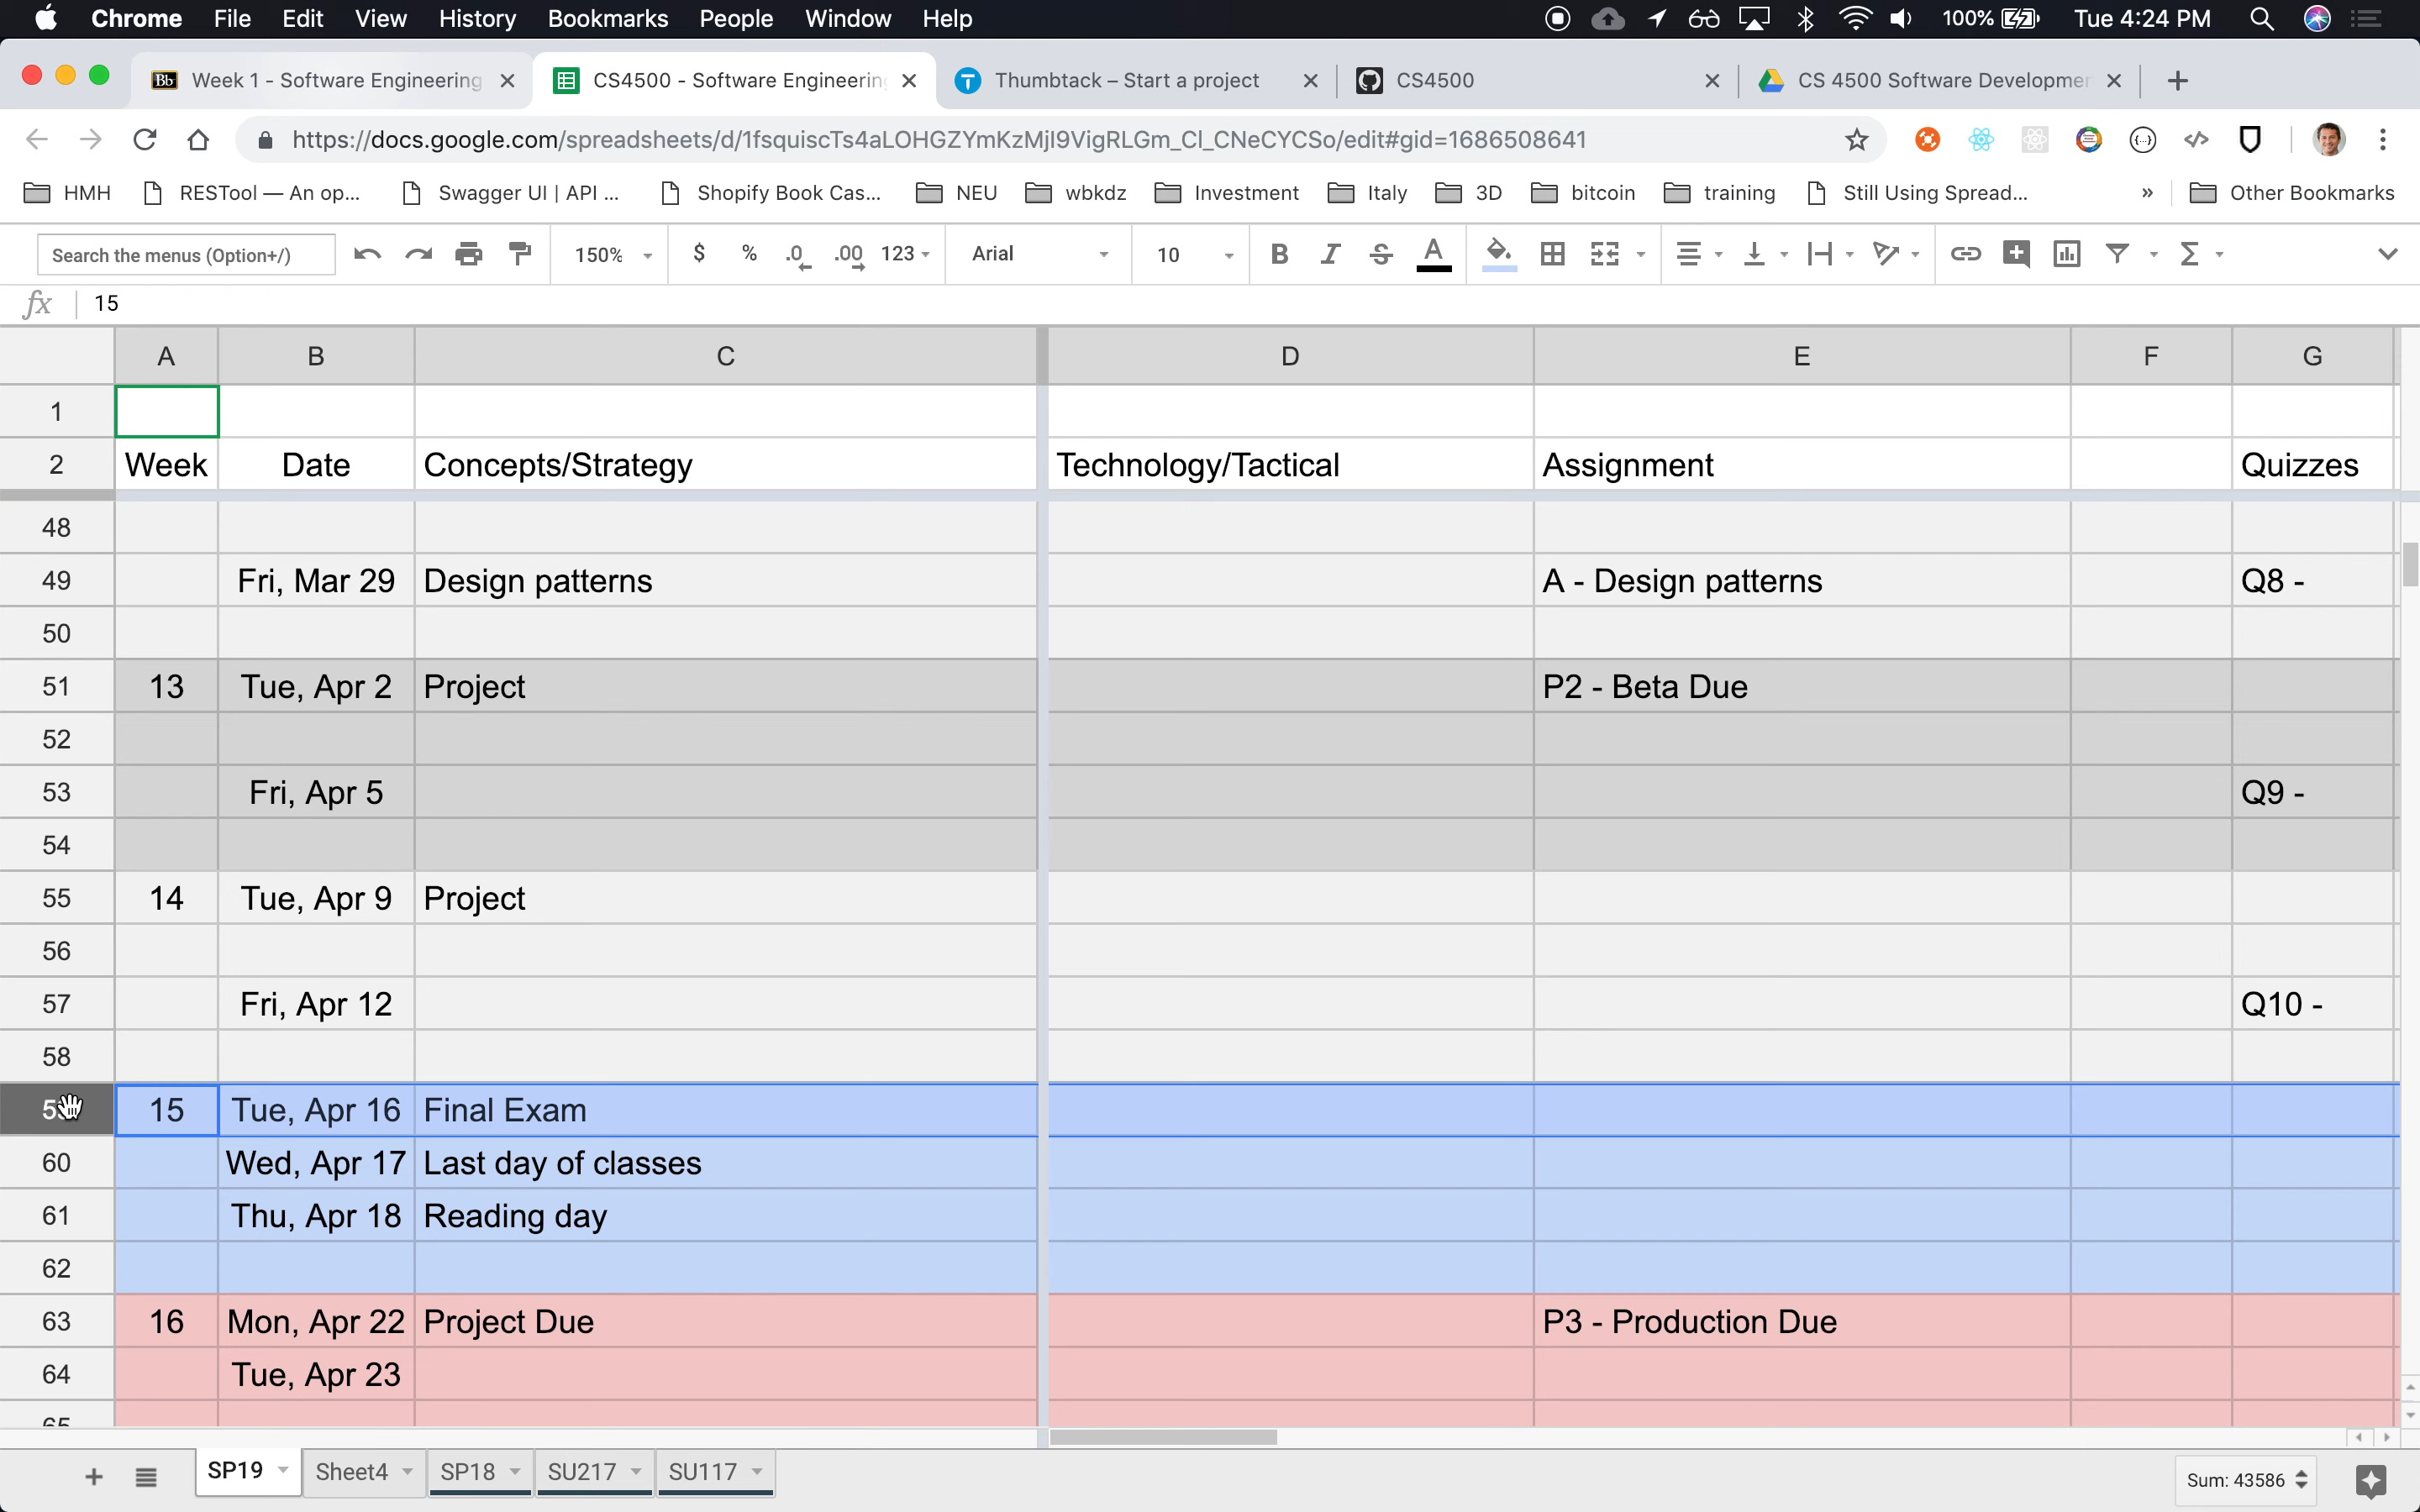 Chrome File Edit View History Bookmarks People Window Help 100% Tue 4:24 PM
Bb Week 1 - Software Engineering CS4500 - Software Engineerin Thumbtack – Start a project CS4500 CS 4500 Software Developmen
https://docs.google.com/spreadsheets/d/1fsquiscTs4aLOHGZYmKzMjl9VigRLGm_Cl_CNeCYCSo/edit#gid=1686508641
HMH RESTool — An op... Swagger UI | API ... Shopify Book Cas... NEU wbkdz Investment Italy 3D bitcoin training Still Using Spread... » Other Bookmarks
Search the menus (Option+/) 150% $ % .0 .00 123 Arial 10 B I S A Σ
fx 15
A B C D E F G
1
2 Week Date Concepts/Strategy Technology/Tactical Assignment Quizzes
48
49 Fri, Mar 29 Design patterns A - Design patterns Q8 -
50
51 13 Tue, Apr 2 Project P2 - Beta Due
52
53 Fri, Apr 5 Q9 -
54
55 14 Tue, Apr 9 Project
56
57 Fri, Apr 12 Q10 -
58
15 Tue, Apr 16 Final Exam
60 Wed, Apr 17 Last day of classes
61 Thu, Apr 18 Reading day
62
63 16 Mon, Apr 22 Project Due P3 - Production Due
64 Tue, Apr 23
65
SP19 Sheet4 SP18 SU217 SU117 Sum: 43586